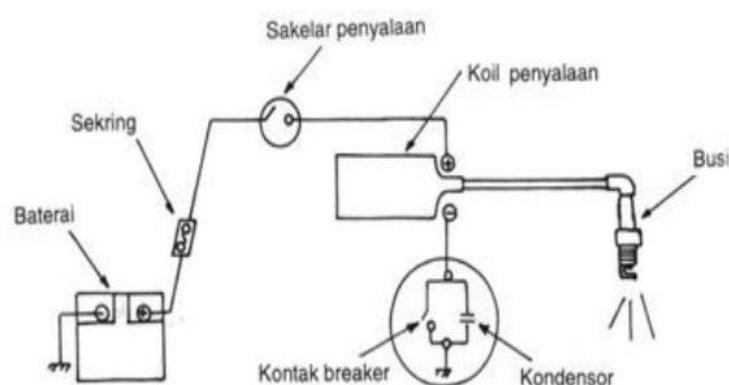 Sakelar penyalaan
Koil penyalaan
Sekring
Busi
Baterai
Kontak breaker
Kondensor